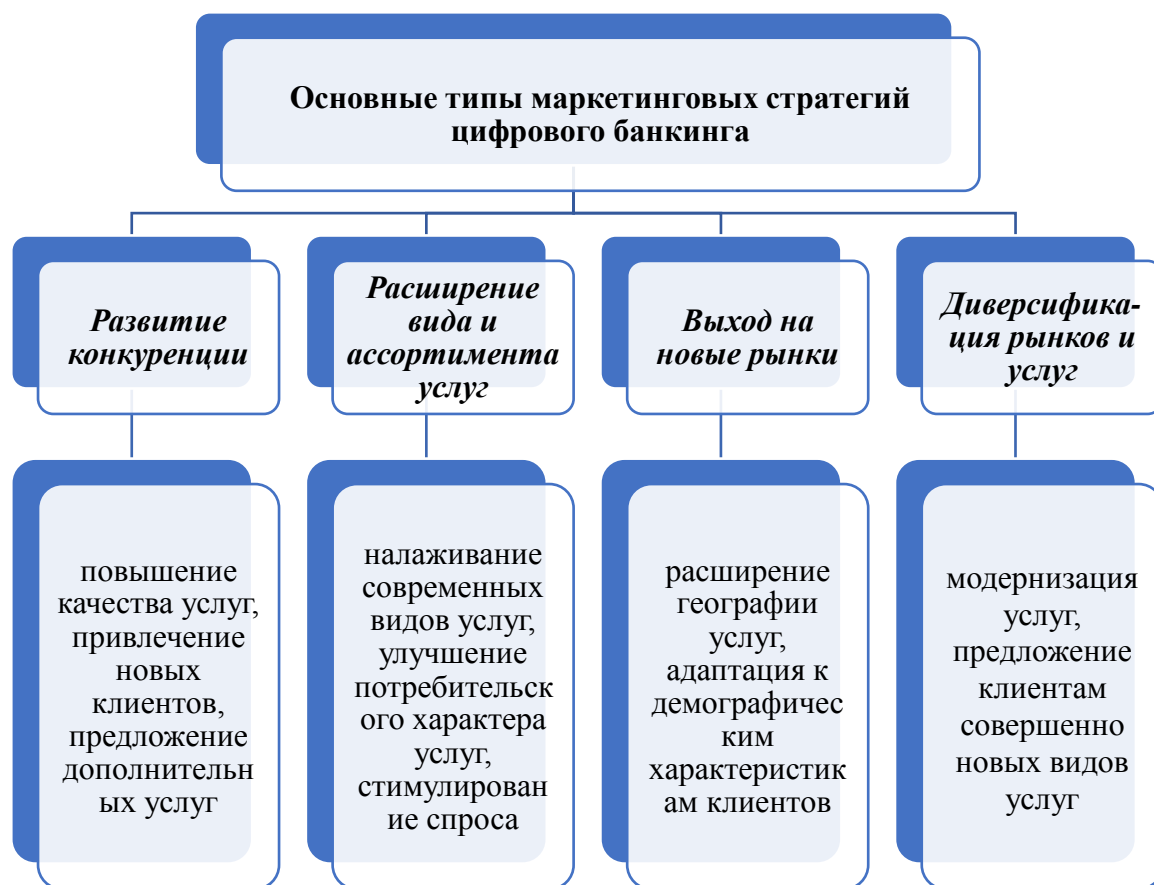 Основные типы маркетинговых стратегий
цифрового банкинга
Развитие
конкуренции
Расширение
вида и
ассортимента
услуг
Выход на
новые рынки
Диверсифика-
ция рынков и
услуг
повышение
качества услуг,
привлечение
новых
клиентов,
предложение
дополнительн
ых услуг
налаживание
современных
видов услуг,
улучшение
потребительск
ого характера
услуг,
стимулирован
ие спроса
расширение
географии
услуг,
адаптация к
демографичес
ким
характеристик
ам клиентов
модернизация
услуг,
предложение
клиентам
совершенно
новых видов
услуг